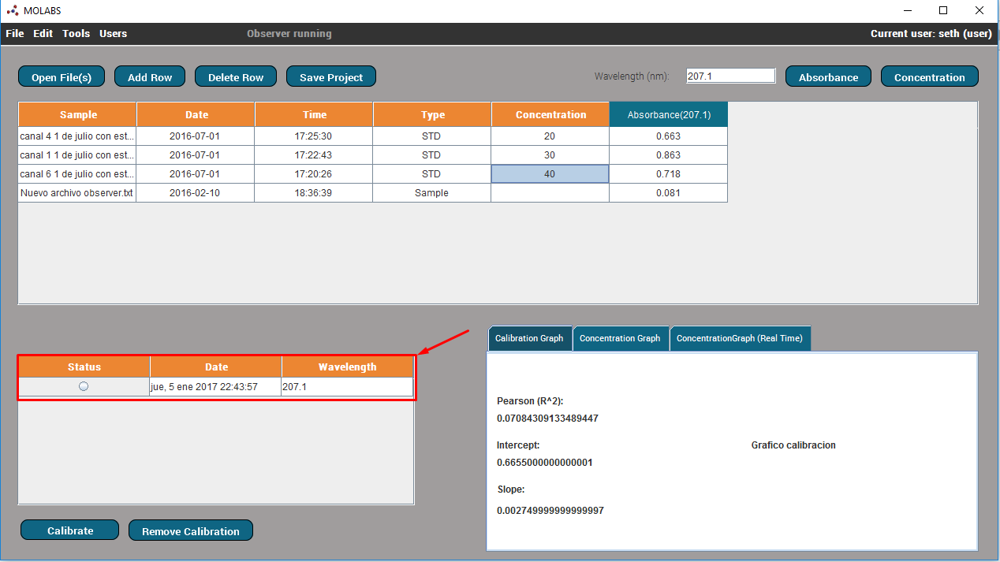 MOLABS
File Edit Tools Users Observer running Current user: seth (user)
Open File(s) Add Row Delete Row Save Project Wavelength (nm): 207.1 Absorbance Concentration
Sample Date Time Type Concentration Absorbance(207.1)
canal 4 1 de julio con est... 2016-07-01 17:25:30 STD 20 0.663
canal 1 1 de julio con est... 2016-07-01 17:22:43 STD 30 0.863
canal 6 1 de julio con est... 2016-07-01 17:20:26 STD 40 0.718
Nuevo archivo observer.txt 2016-02-10 18:36:39 Sample 0.081
Status Date Wavelength
jue, 5 ene 2017 22:43:57 207.1
Calibrate Remove Calibration
Calibration Graph Concentration Graph ConcentrationGraph (Real Time)
Pearson (R^2):
0.07084309133489447
Intercept:
0.6655000000000001
Slope:
0.002749999999999997
Grafico calibracion